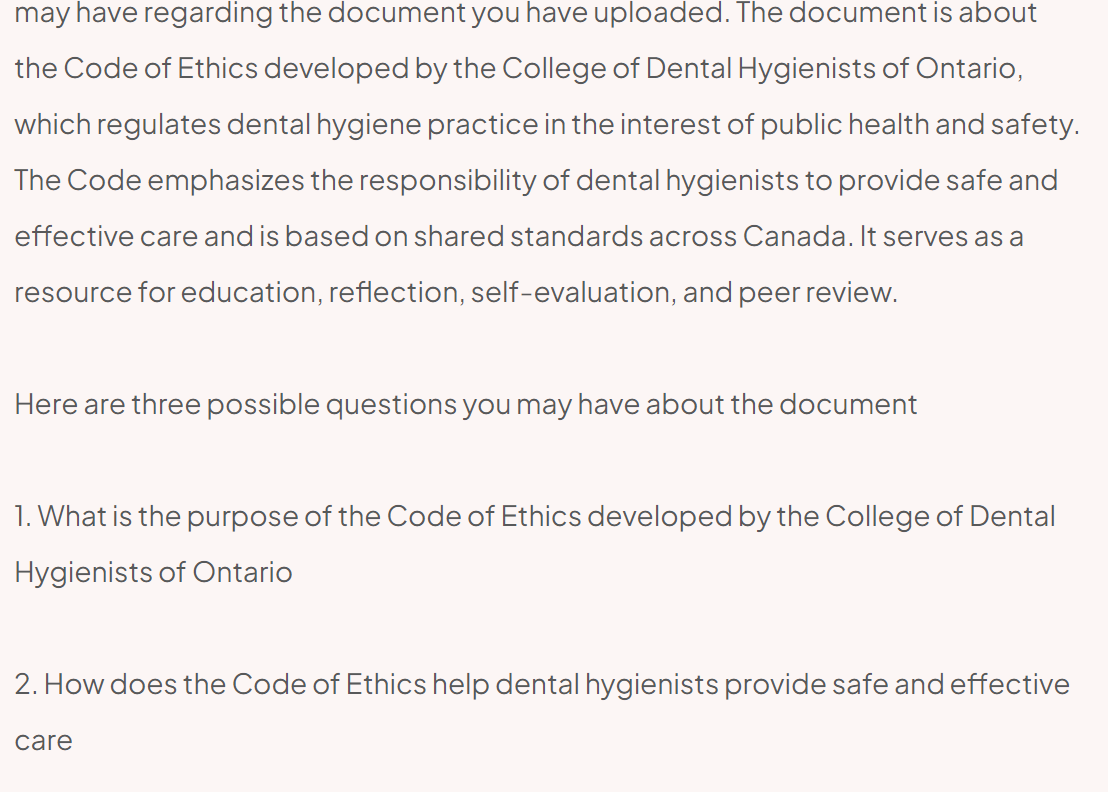 may have regarding the document you have uploaded. The document is about
the Code of Ethics developed by the College of Dental Hygienists of Ontario,
which regulates dental hygiene practice in the interest of public health and safety.
The Code emphasizes the responsibility of dental hygienists to provide safe and
effective care and is based on shared standards across Canada. It serves as a
resource for education, reflection, self-evaluation, and peer review.
Here are three possible questions you may have about the document
1. What is the purpose of the Code of Ethics developed by the College of Dental
Hygienists of Ontario
2. How does the Code of Ethics help dental hygienists provide safe and effective
care